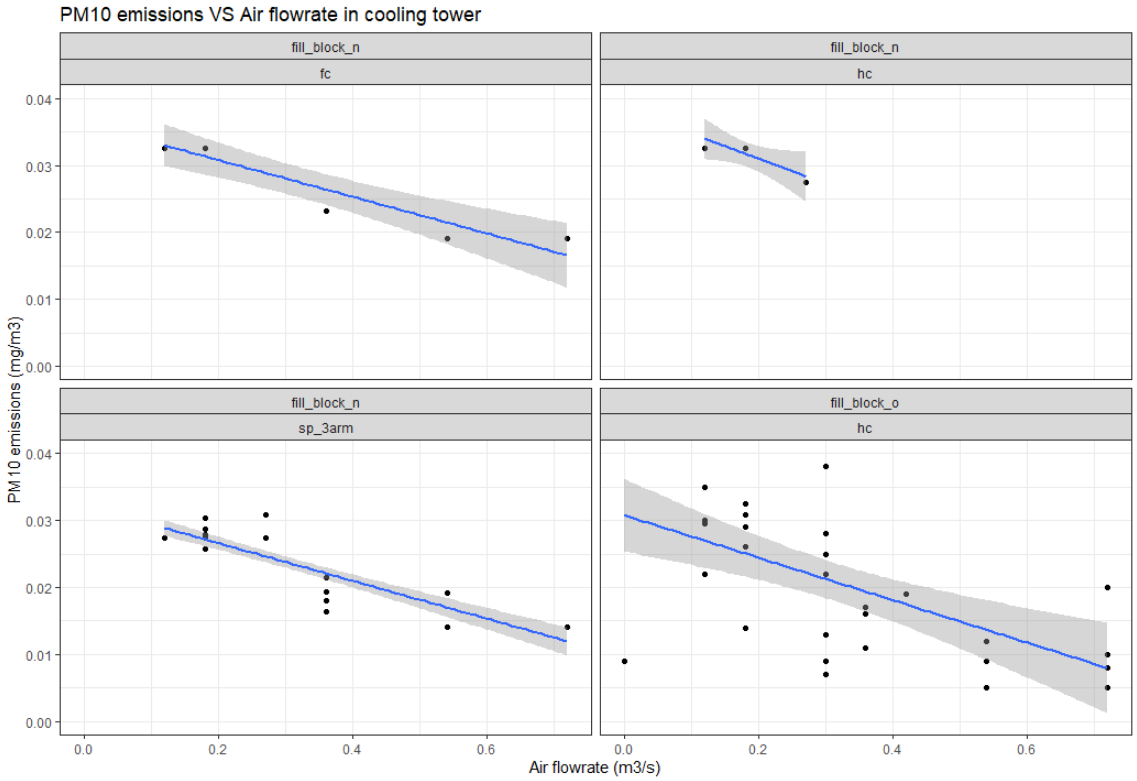 PM10 emissions VS Air flowrate in cooling tower
fill_block_n
fc
fill_block_n
hc
0.04
0.03
0.02
0.01
0.00
fill_block_n
sp_3arm
fill_block_o
hc
0.04
0.03
0.02
0.01
0.00
PM10 emissions (mg/m3)
0.0 0.2 0.4 0.6
0.0 0.2 0.4 0.6
Air flowrate (m3/s)